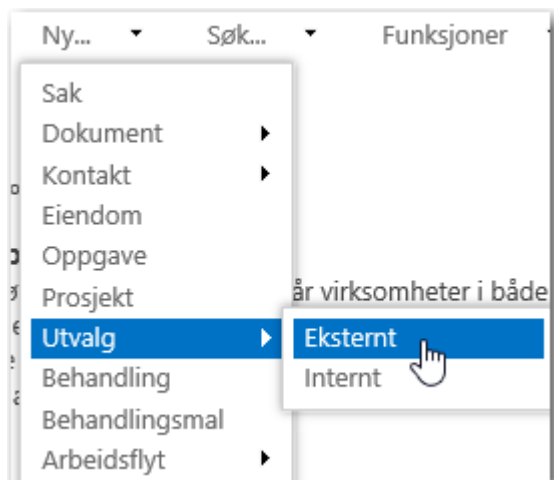 Ny... Søk... Funksjoner
Sak
Dokument
Kontakt
Eiendom
Oppgave
Prosjekt
år virksomheter i både
Utvalg
Eksternt
Behandling
Internt
Behandlingsmal
Arbeidsflyt